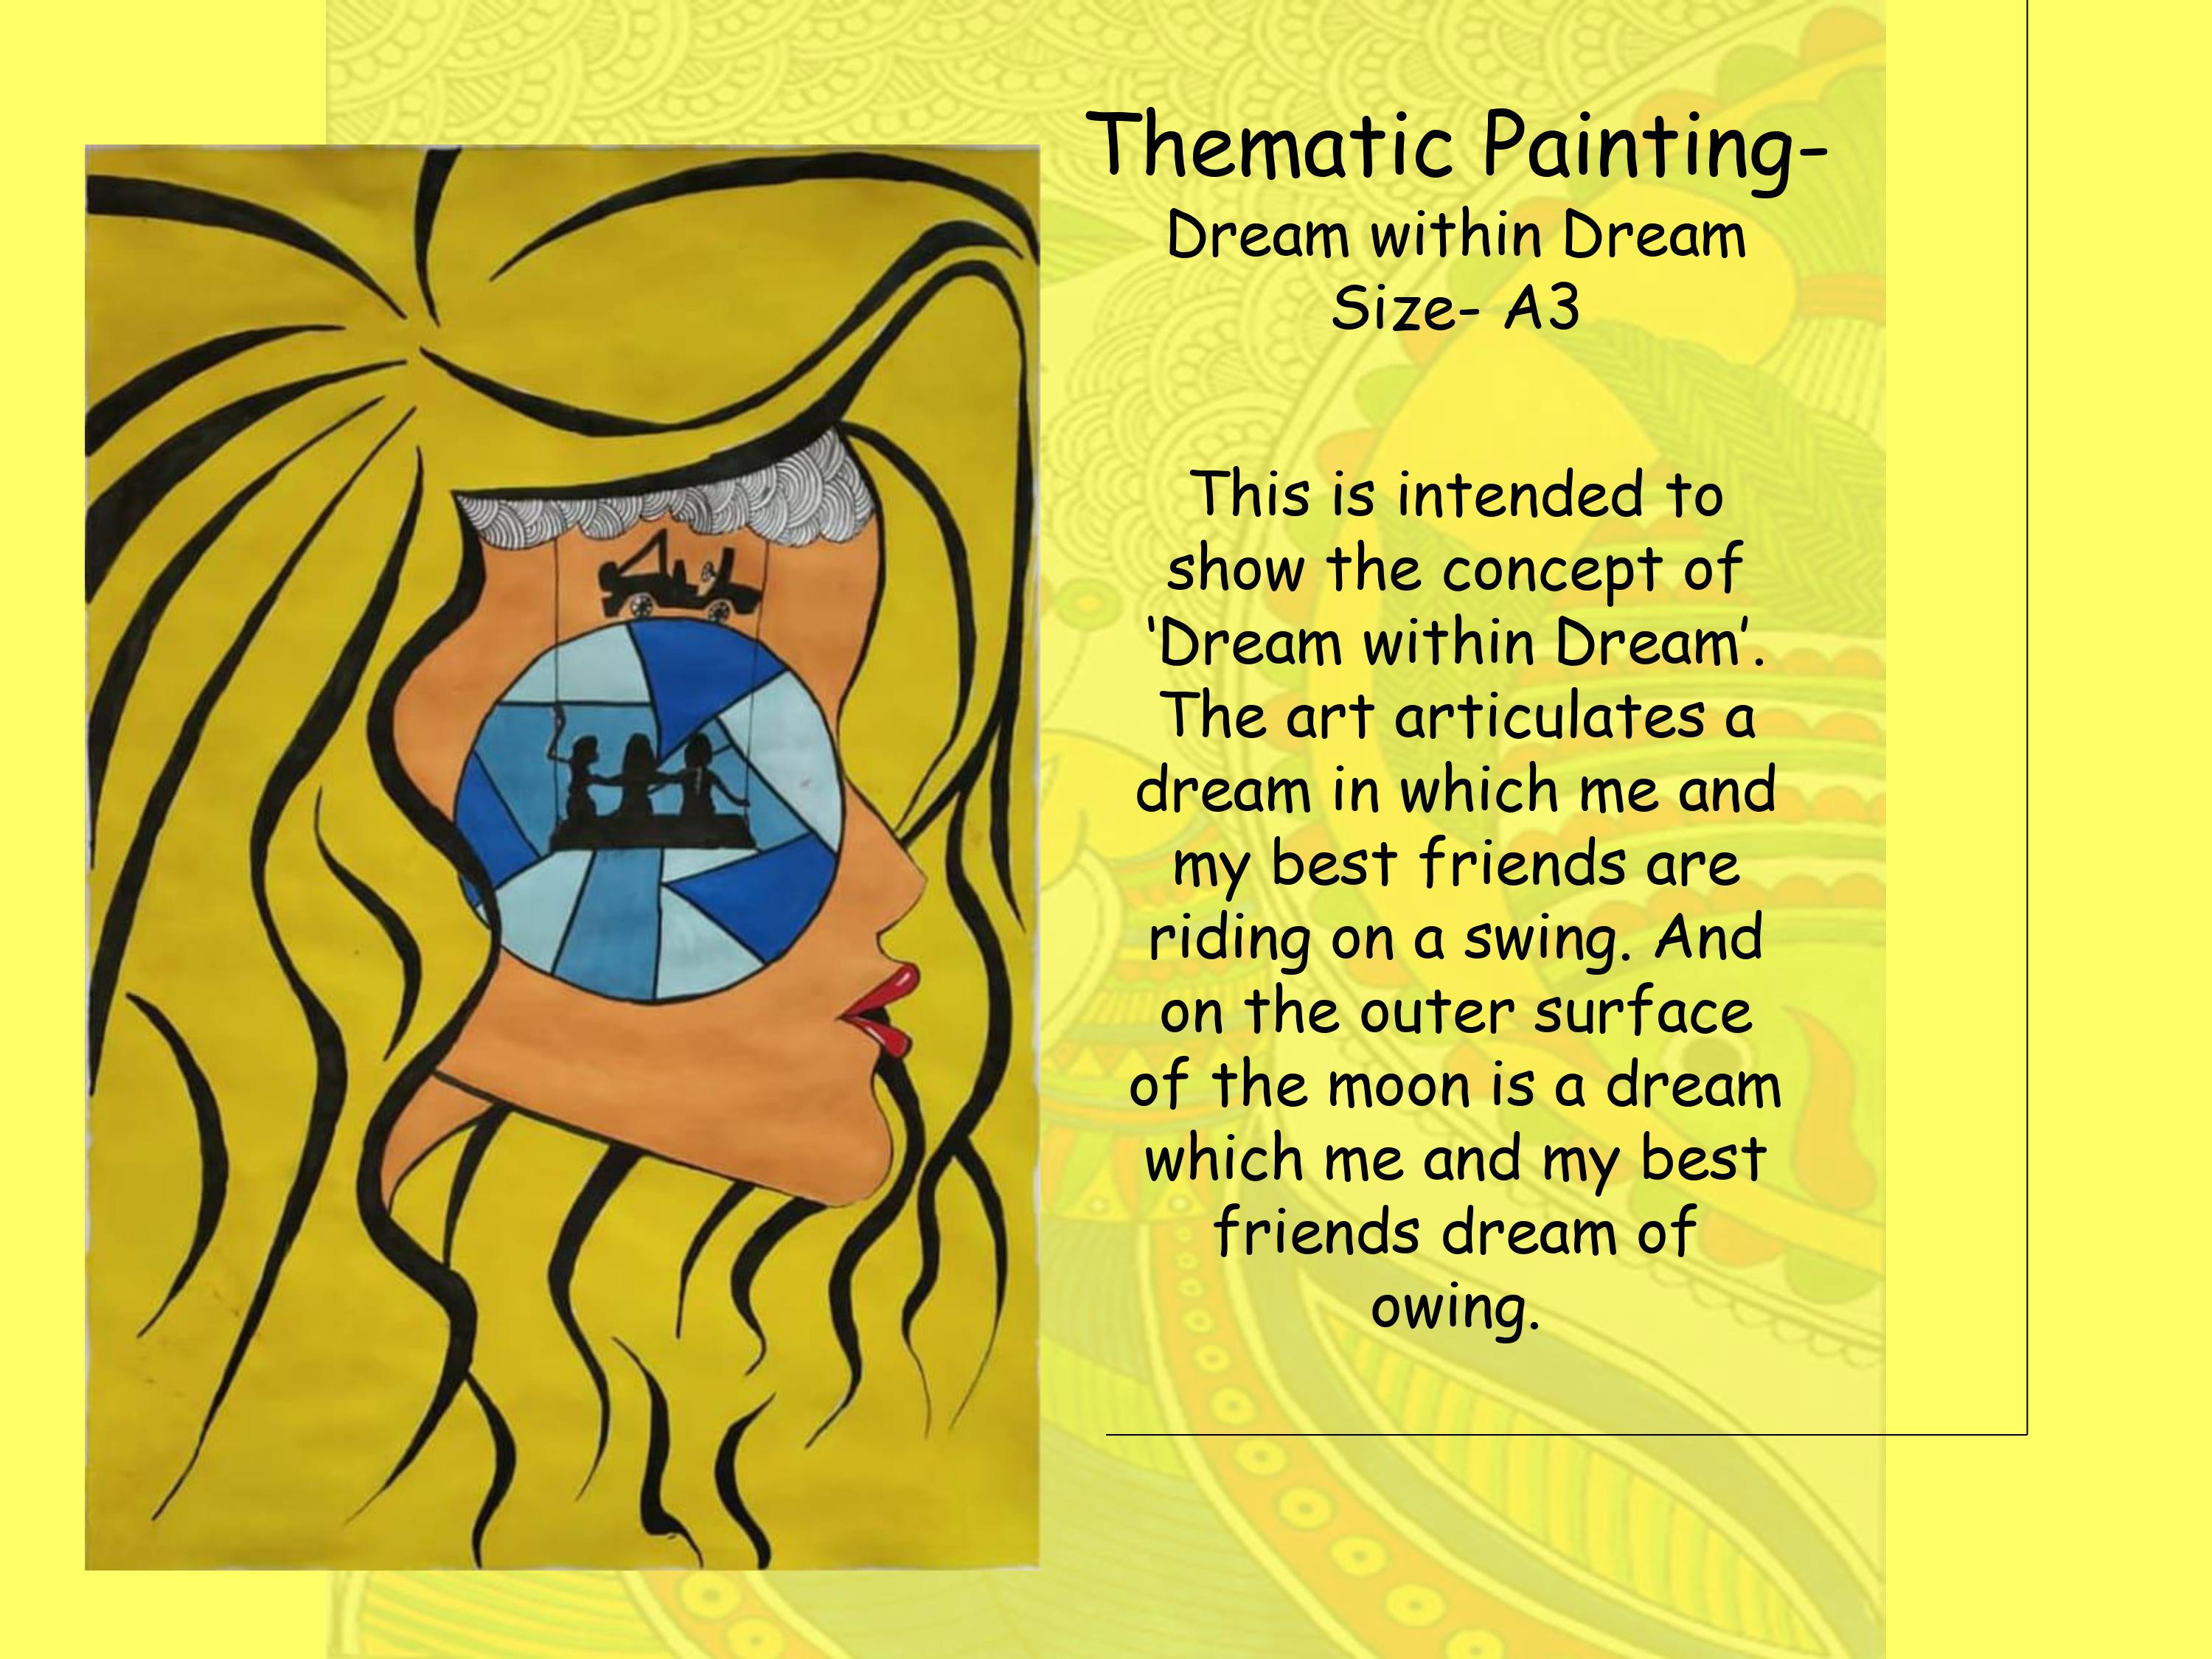 Thematic Painting-
Dream within Dream
Size- A3
This is intended to
show the concept of
‘Dream within Dream’.
The art articulates a
dream in which me and
my best friends are
riding on a swing. And
on the outer surface
of the moon is a dream
which me and my best
friends dream of
owing.